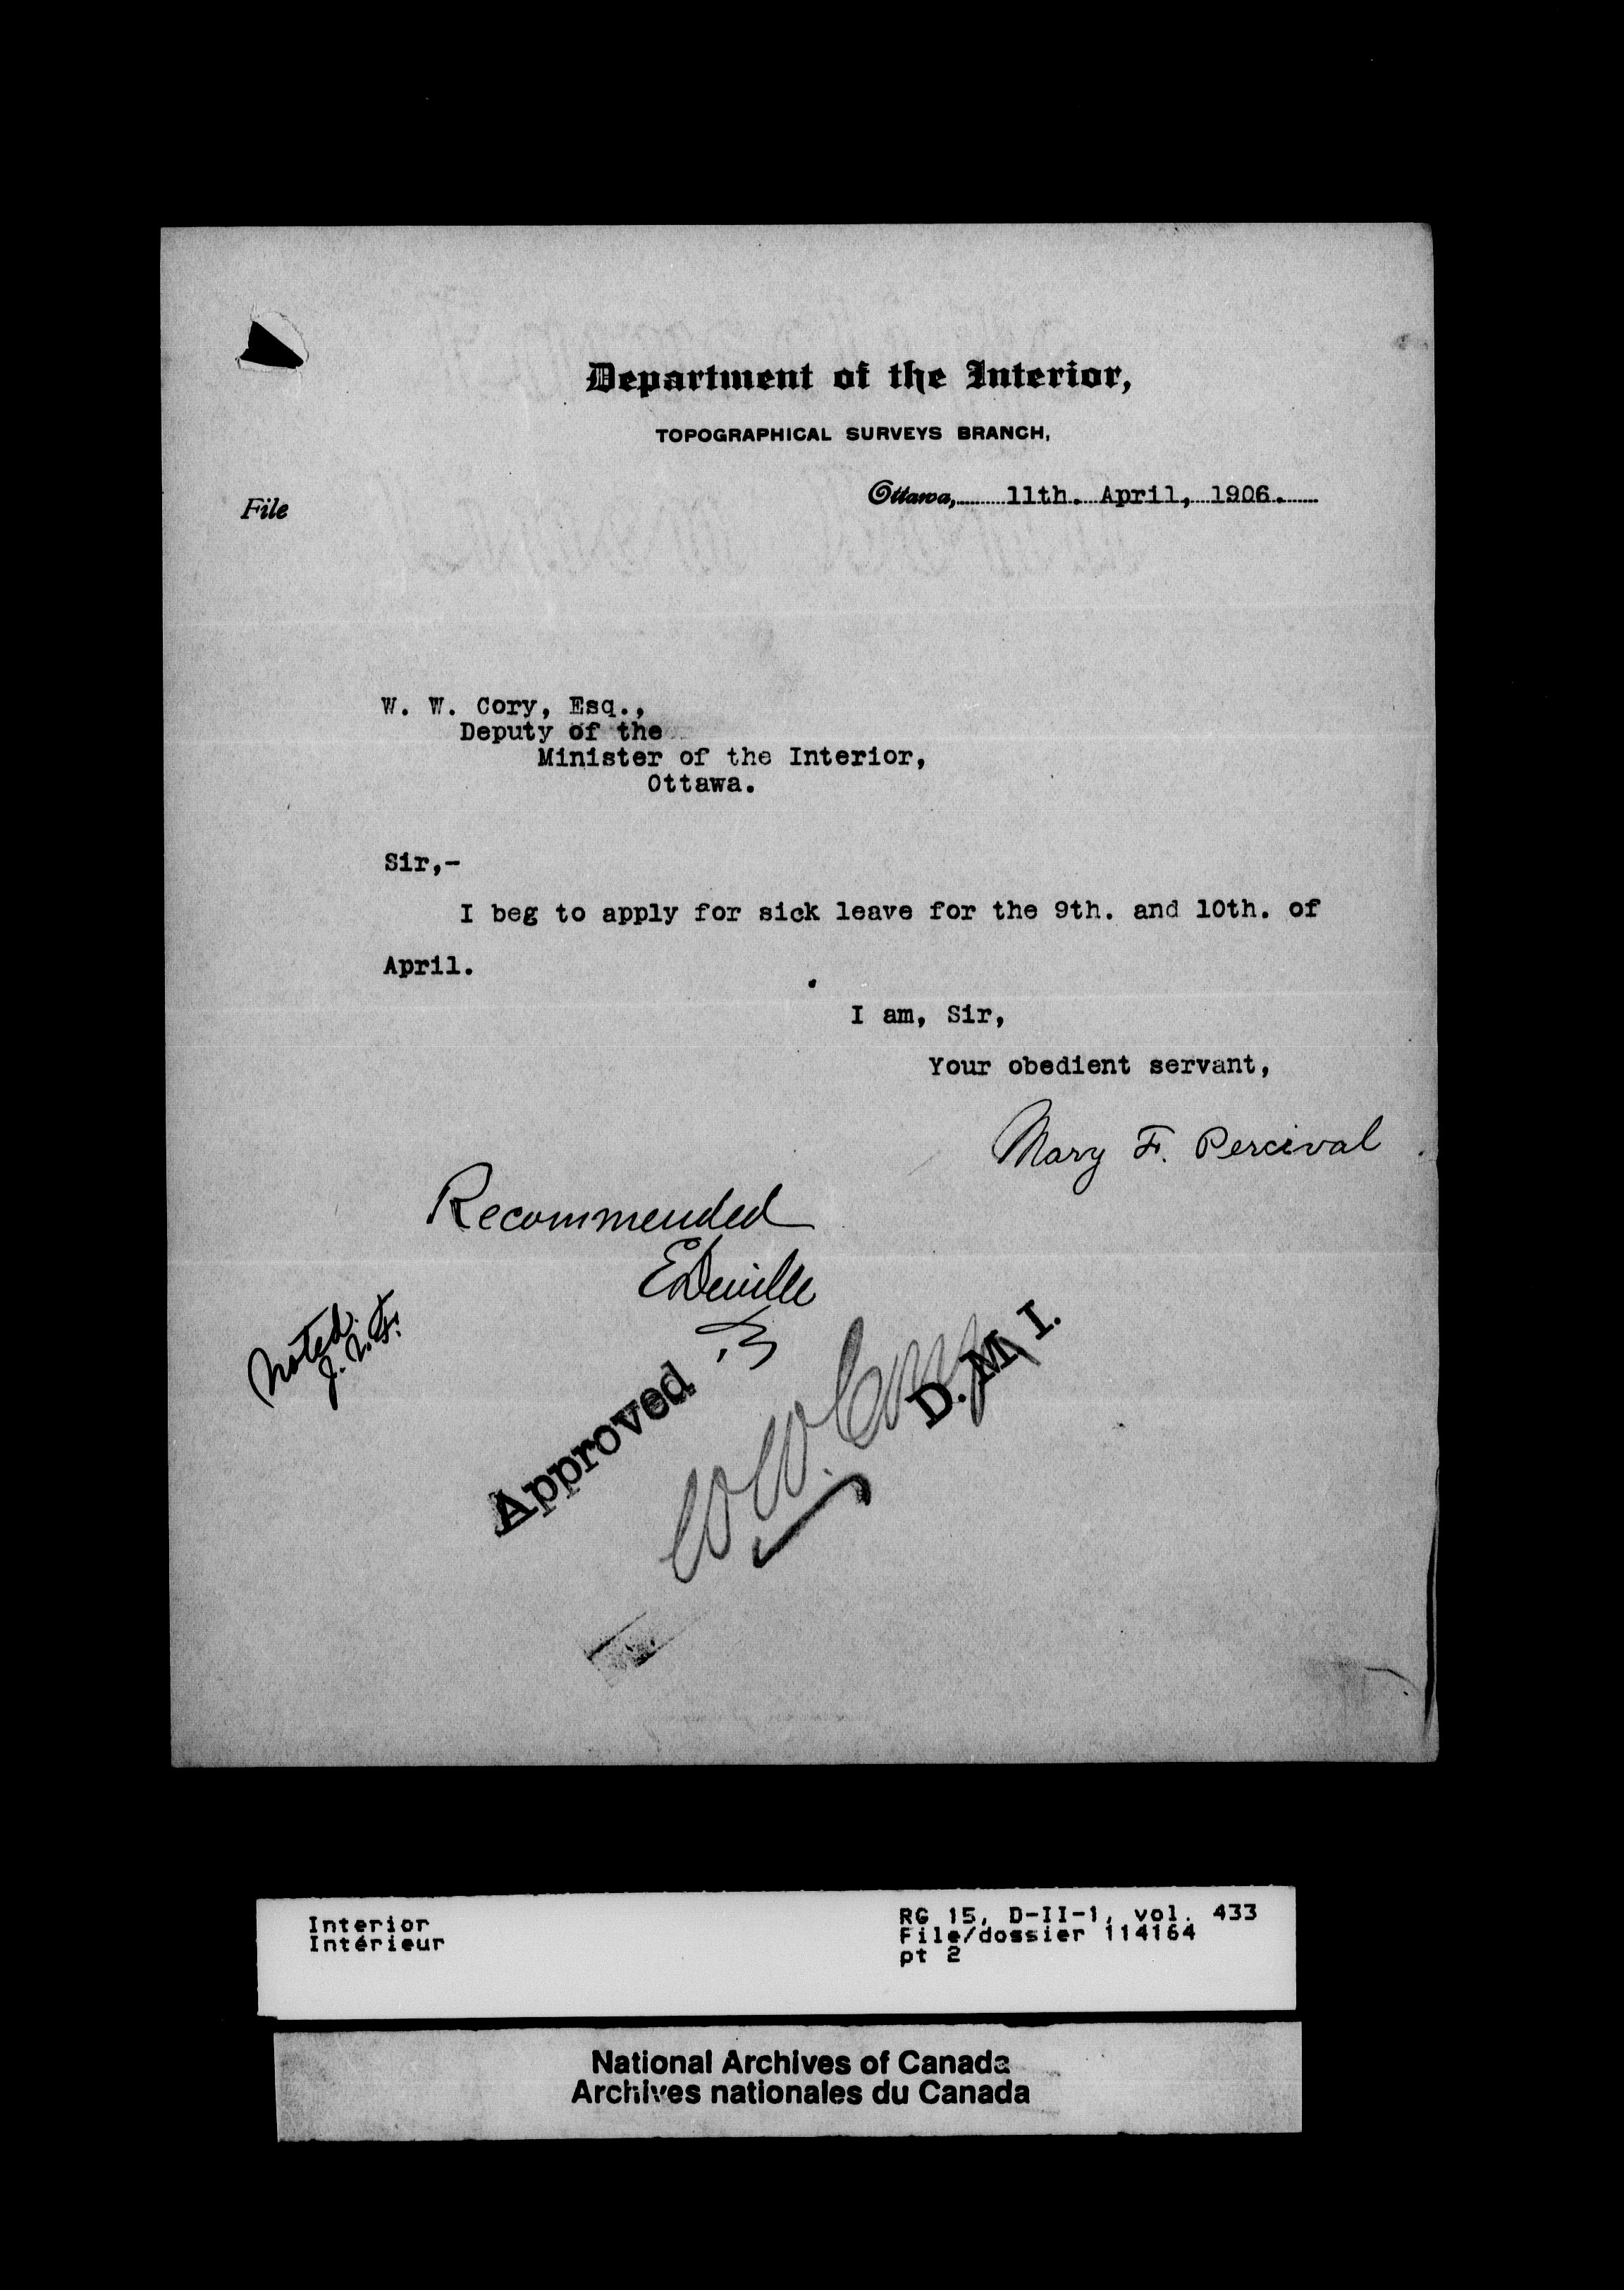 Department of the Interior,
TOPOGRAPHICAL SURVEYS BRANCH,
Ottawa, 11th. April, 1906.
File
W. W. Cory, Esq.,
Deputy of the
Minister of the Interior,
Ottawa.
Sir,-
I beg to apply for sick leave for the 9th. and 10th. of
April.
I am, Sir,
Your obedient servant,
Mary F. Percival
Recommended
E Deville
Noted.
Approved
W W. Cory
D. M. I.
Interior
Intérieur
RG 15, D-II-1, vol. 433
File/dossier 114164
pt 2
National Archives of Canada
Archives nationales du Canada